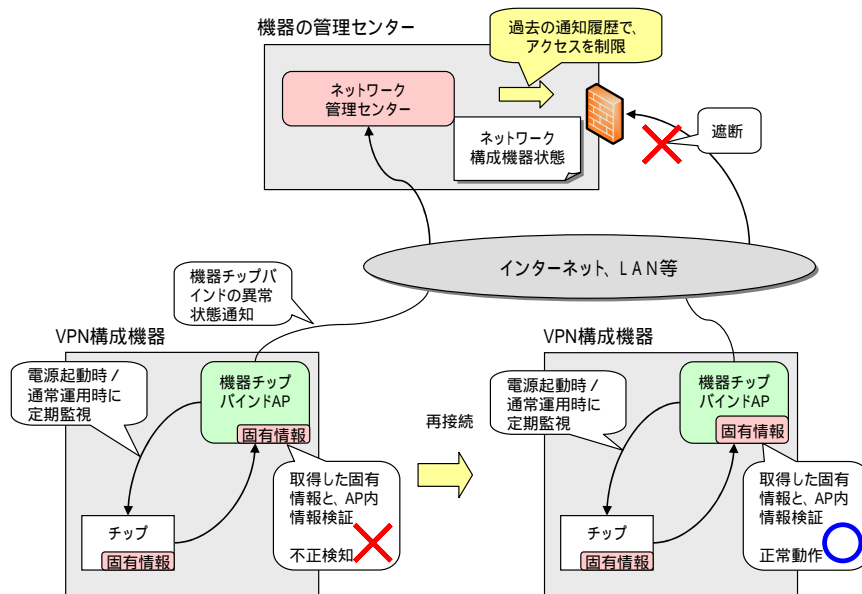 機器の管理センター
過去の通知履歴で、
アクセスを制限
ネットワーク
管理センター
ネットワーク
構成機器状態
遮断
インターネット、LAN等
機器チップバ
インドの異常
状態通知
VPN構成機器
電源起動時/
通常運用時に
定期監視
機器チップ
バインドAP
固有情報
チップ
固有情報
取得した固有
情報と、AP内
情報検証
不正検知
再接続
VPN構成機器
電源起動時/
通常運用時に
定期監視
機器チップ
バインドAP
固有情報
チップ
固有情報
取得した固有
情報と、AP内
情報検証
正常動作